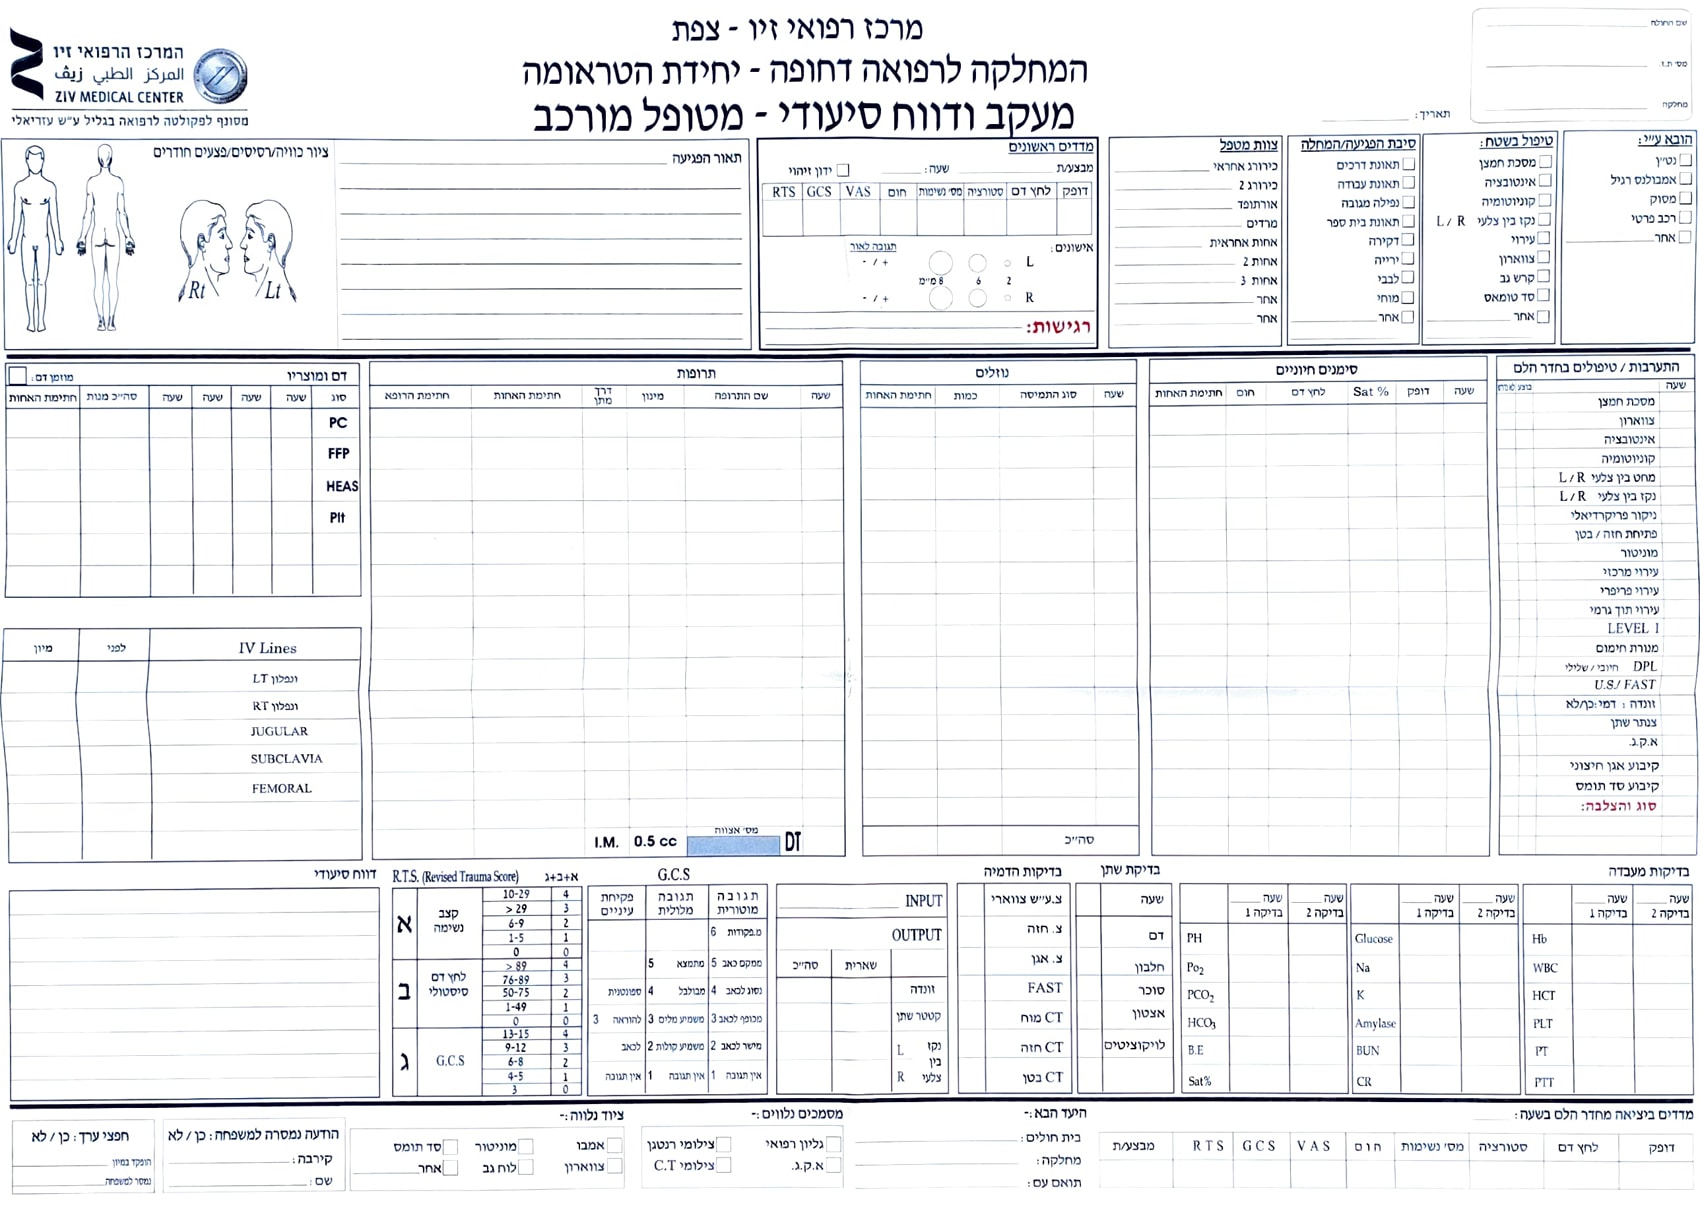 מרכז רפואי זיו - צפת
המחלקה לרפואה דחופה - יחידת הטראומה
מעקב ודווח סיעודי - מטופל מורכב
המרכז הרפואי זיו
المركز الطبي زيڤ
ZIV MEDICAL CENTER
מסונף לפקולטה לרפואה בגליל ע"ש עזריאלי
שם החולה
מס' ת.ז.
מחלקה
תאריך:
הובא ע"י:
נט"ן
אמבולנס רגיל
מסוק
רכב פרטי
אחר
טיפול בשטח:
מסכת חמצן
אינטובציה
קוניוטומיה
נקז בין צלעי L / R
עירוי
צווארון
קרש גב
סד טומאס
אחר
סיבת הפגיעה/המחלה
תאונת דרכים
תאונת עבודה
נפילה מגובה
תאונת בית ספר
דקירה
ירייה
לבבי
מוחי
אחר
צוות מטפל
כירורג אחראי
כירורג 2
אורתופד
מרדים
אחות אחראית
אחות 2
אחות 3
אחר
אחר
מדדים ראשונים
מבצע/ת שעה: ידון זיהוי
דופק לחץ דם סטורציה מס' נשימות חום VAS GCS RTS
אישונים: תגובה לאור
L + / -
2 6 8 מ"מ
R + / -
רגישות:
תאור הפגיעה
ציור כוויה/רסיסים/פצעים חודרים
Rt Lt
התערבות / טיפולים בחדר הלם
שעה
מסכת חמצן
צווארון
אינטובציה
קוניוטומיה
מחט בין צלעי L / R
נקז בין צלעי L / R
ניקור פריקרדיאלי
פתיחת חזה / בטן
מוניטור
עירוי מרכזי
עירוי פריפרי
עירוי תוך גרמי
LEVEL 1
מנורת חימום
DPL חיובי / שלילי
U.S./ FAST
זונדה : דמי:כן/לא
צנתר שתן
א.ק.ג.
קיבוע אגן חיצוני
קיבוע סד תומס
סוג והצלבה:
סימנים חיוניים
שעה דופק Sat % לחץ דם חום חתימת האחות
נוזלים
שעה סוג התמיסה כמות חתימת האחות
סה"כ
תרופות
שעה שם התרופה מינון דרך מתן חתימת האחות חתימת הרופא
DT מס' אצווה 0.5 cc I.M.
דם ומוצריו מוזמן דם:
סוג שעה שעה שעה שעה סה"כ מנות חתימת האחות
PC
FFP
HEAS
Plt
IV Lines לפני מיון
ונפלון LT
ונפלון RT
JUGULAR
SUBCLAVIA
FEMORAL
בדיקות מעבדה
שעה שעה שעה שעה שעה שעה
בדיקה 2 בדיקה 1 בדיקה 2 בדיקה 1 בדיקה 2 בדיקה 1
Hb Glucose PH
WBC Na Po2
HCT K PCO2
PLT Amylase HCO3
PT BUN B.E
PTT CR Sat%
בדיקת שתן
שעה
דם
חלבון
סוכר
אצטון
לויקוציטים
בדיקות הדמיה
צ.ע"ש צווארי
צ. חזה
צ. אגן
FAST
CT מוח
CT חזה
CT בטן
INPUT
OUTPUT
שארית סה"כ
זונדה
קטטר שתן
נקז בין צלעי L R
G.C.S
תגובה מוטורית תגובה מלולית פקיחת עיניים
מ.פקודות 6
ממקם כאב 5 מתמצא 5
נסוג לכאב 4 מבולבל 4 ספונטנית
מכופף לכאב 3 משמיע מלים 3 להוראה 3
מישר לכאב 2 משמיע קולות 2 לכאב
אין תגובה 1 אין תגובה 1 אין תגובה
R.T.S. (Revised Trauma Score) א+ב+ג
א קצב נשימה
10-29 4
> 29 3
6-9 2
1-5 1
0 0
ב לחץ דם סיסטולי
> 89 4
76-89 3
50-75 2
1-49 1
0 0
ג G.C.S
13-15 4
9-12 3
6-8 2
4-5 1
3 0
דווח סיעודי
מדדים ביציאה מחדר הלם בשעה:
דופק לחץ דם סטורציה מס' נשימות חום VAS GCS RTS מבצע/ת
היעד הבא:-
בית חולים:
מחלקה:
תואם עם:
מסמכים נלווים:-
גליון רפואי צילומי רנטגן
א.ק.ג. צילומי C.T
ציוד נלווה:-
אמבו מוניטור סד תומס
צווארון לוח גב אחר
הודעה נמסרה למשפחה: כן / לא
קירבה:
שם:
חפצי ערך: כן / לא
הופקד במיון
נמסר למשפחה: